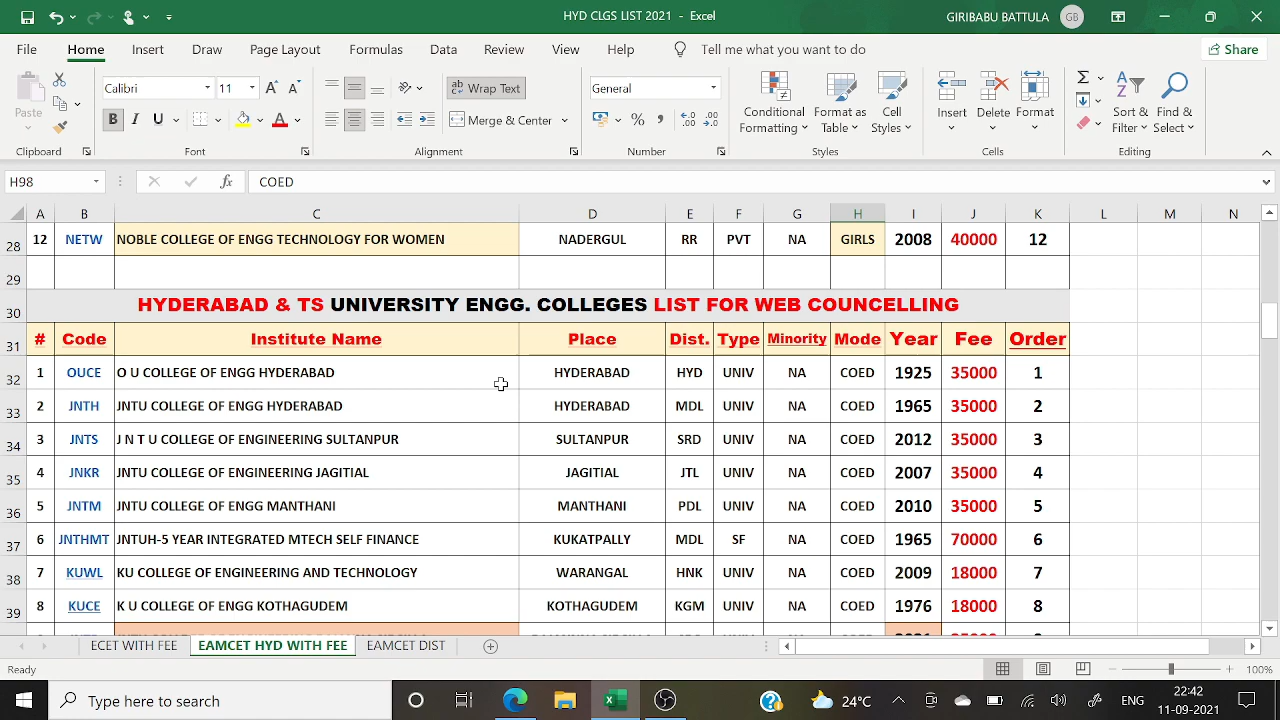 HYD CLGS LIST 2021 - Excel
GIRIBABU BATTULA GB
File Home Insert Draw Page Layout Formulas Data Review View Help Tell me what you want to do Share
Paste
Clipboard
Calibri 11
B I U
Font
Wrap Text
Merge & Center
Alignment
General
Number
Conditional Formatting
Format as Table
Cell Styles
Styles
Insert Delete Format
Cells
Sort & Filter
Find & Select
Editing
H98 fx COED
A B C D E F G H I J K L M N
28 12 NETW NOBLE COLLEGE OF ENGG TECHNOLOGY FOR WOMEN NADERGUL RR PVT NA GIRLS 2008 40000 12
29
30 HYDERABAD & TS UNIVERSITY ENGG. COLLEGES LIST FOR WEB COUNCELLING
31 # Code Institute Name Place Dist. Type Minority Mode Year Fee Order
32 1 OUCE O U COLLEGE OF ENGG HYDERABAD HYDERABAD HYD UNIV NA COED 1925 35000 1
33 2 JNTH JNTU COLLEGE OF ENGG HYDERABAD HYDERABAD MDL UNIV NA COED 1965 35000 2
34 3 JNTS J N T U COLLEGE OF ENGINEERING SULTANPUR SULTANPUR SRD UNIV NA COED 2012 35000 3
35 4 JNKR JNTU COLLEGE OF ENGINEERING JAGITIAL JAGITIAL JTL UNIV NA COED 2007 35000 4
36 5 JNTM JNTU COLLEGE OF ENGG MANTHANI MANTHANI PDL UNIV NA COED 2010 35000 5
37 6 JNTHMT JNTUH-5 YEAR INTEGRATED MTECH SELF FINANCE KUKATPALLY MDL SF NA COED 1965 70000 6
38 7 KUWL KU COLLEGE OF ENGINEERING AND TECHNOLOGY WARANGAL HNK UNIV NA COED 2009 18000 7
39 8 KUCE K U COLLEGE OF ENGG KOTHAGUDEM KOTHAGUDEM KGM UNIV NA COED 1976 18000 8
ECET WITH FEE EAMCET HYD WITH FEE EAMCET DIST
Ready 100%
Type here to search 24°C ENG 22:42
11-09-2021